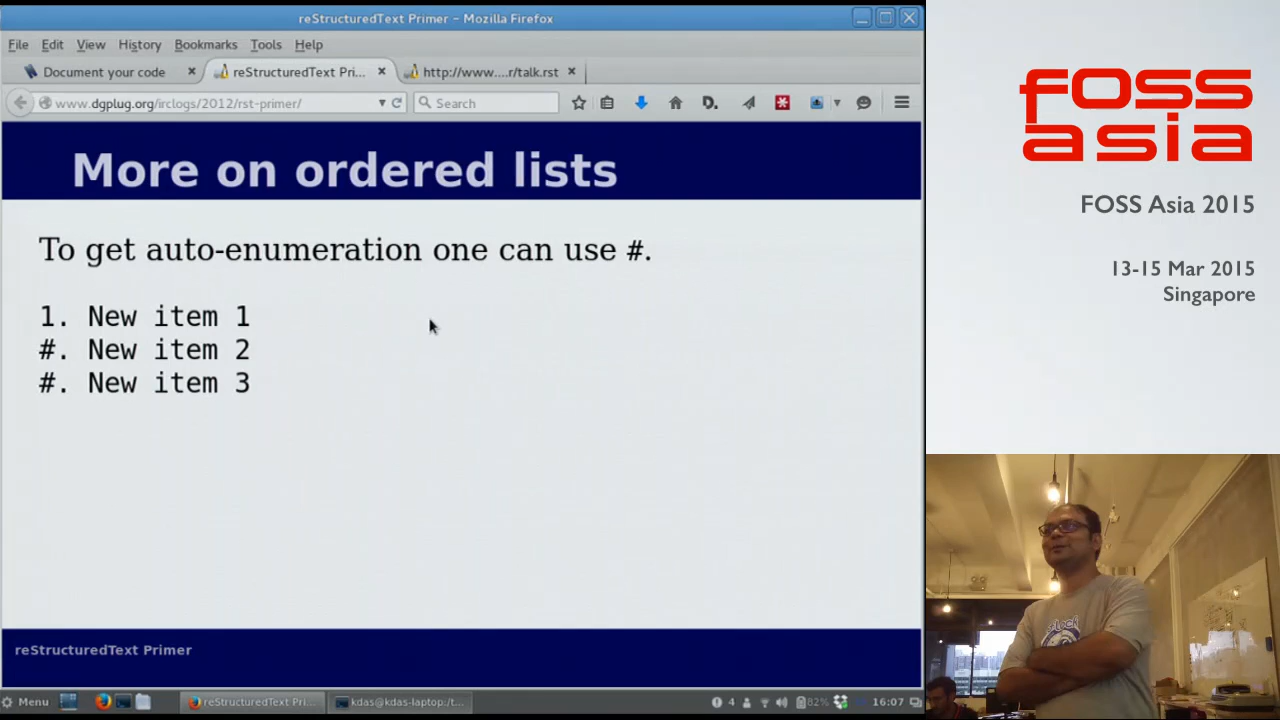 reStructuredText Primer - Mozilla Firefox
File Edit View History Bookmarks Tools Help
Document your code
reStructuredText Pri...
http://www....r/talk.rst
www.dgplug.org/irclogs/2012/rst-primer/
Search
D.
More on ordered lists
To get auto-enumeration one can use #.
1. New item 1
#. New item 2
#. New item 3
reStructuredText Primer
Menu
reStructuredText Pri...
kdas@kdas-laptop:/t...
4
82%
16:07
FOSS
asia
FOSS Asia 2015
13-15 Mar 2015
Singapore